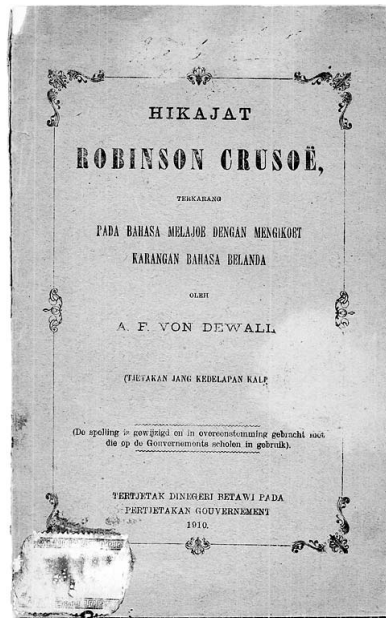 HIKAJAT
ROBINSON CRUSOË,
TERKARANG
PADA BAHASA MELAJOE DENGAN MENGIKOET
KARANGAN BAHASA BELANDA
OLEH
A. F. VON DEWALL
(TJETAKAN JANG KEDELAPAN KALI)
(De spelling is gewijzigd en in overeenstemming gebracht met
die op de Gouvernements scholen in gebruik).
TERTJETAK DINEGERI BETAWI PADA
PERTJETAKAN GOUVERNEMENT
1910.